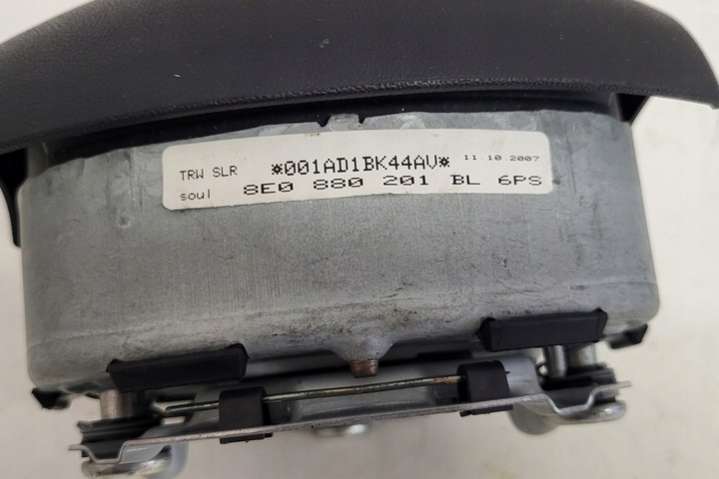 TRW SLR *001AD1BK44AV* 11.10.2007
soul 8E0 880 201 BL 6PS